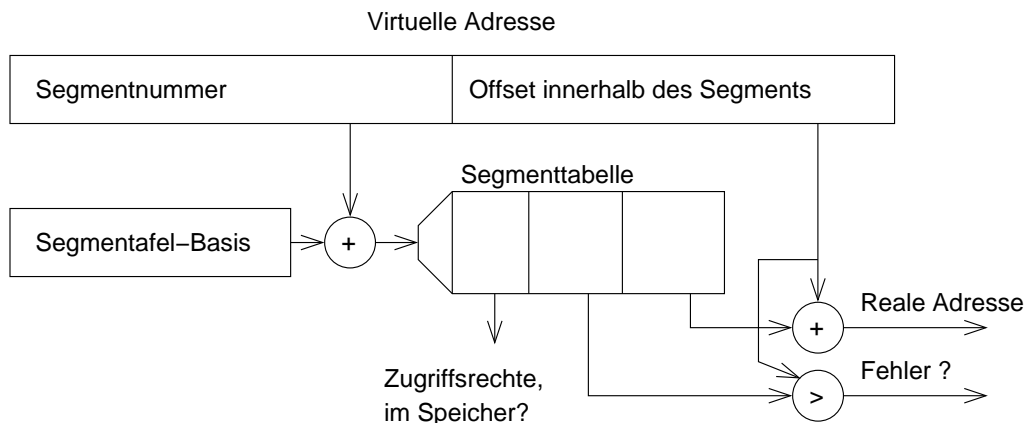 Virtuelle Adresse
Segmentnummer
Offset innerhalb des Segments
Segmenttabelle
Segmentafel−Basis
+
Reale Adresse
+
Fehler ?
>
Zugriffsrechte,
im Speicher?